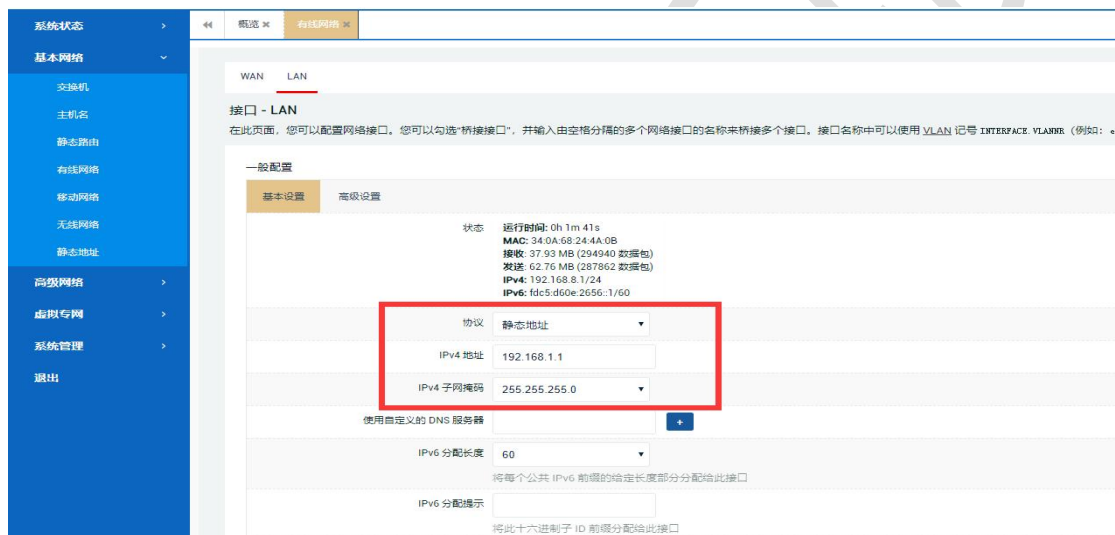 系统状态
基本网络
交换机
主机名
静态路由
有线网络
移动网络
无线网络
静态地址
高级网络
虚拟专网
系统管理
退出
概览
有线网络
WAN LAN
接口 - LAN
在此页面，您可以配置网络接口。您可以勾选“桥接接口”，并输入由空格分隔的多个网络接口的名称来桥接多个接口。接口名称中可以使用 VLAN 记号 INTERFACE.VLANNR（例如：
一般配置
基本设置 高级设置
状态 运行时间: 0h 1m 41s
MAC: 34:0A:68:24:4A:0B
接收: 37.93 MB (294940 数据包)
发送: 62.76 MB (287862 数据包)
IPv4: 192.168.8.1/24
IPv6: fdc5:d60e:2656::1/60
协议 静态地址
IPv4 地址 192.168.1.1
IPv4 子网掩码 255.255.255.0
使用自定义的 DNS 服务器 +
IPv6 分配长度 60
将每个公共 IPv6 前缀的给定长度部分分配给此接口
IPv6 分配提示
将此十六进制子 ID 前缀分配给此接口